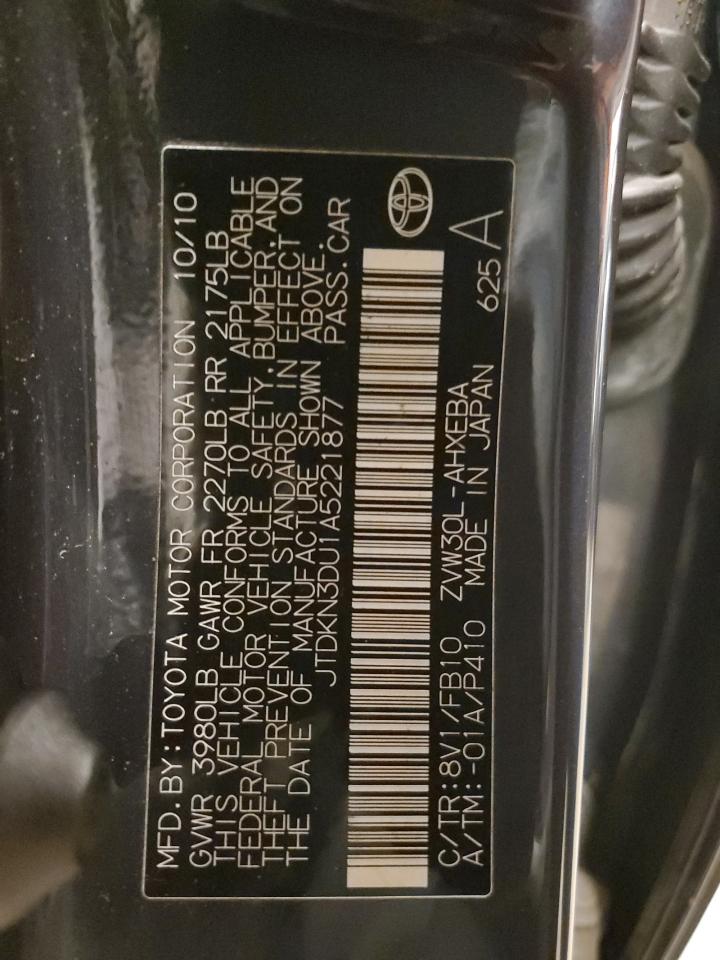 MFD.BY:TOYOTA MOTOR CORPORATION 10/10
GVWR 3980LB GAWR FR 2270LB RR 2175LB
THIS VEHICLE CONFORMS TO ALL APPLICABLE
FEDERAL MOTOR VEHICLE SAFETY,BUMPER,AND
THEFT PREVENTION STANDARDS IN EFFECT ON
THE DATE OF MANUFACTURE SHOWN ABOVE.
JTDKN3DU1A5221877 PASS.CAR
C/TR:8V1/FB10 ZVW30L-AHXEBA
A/TM:-01A/P410 MADE IN JAPAN 625 A